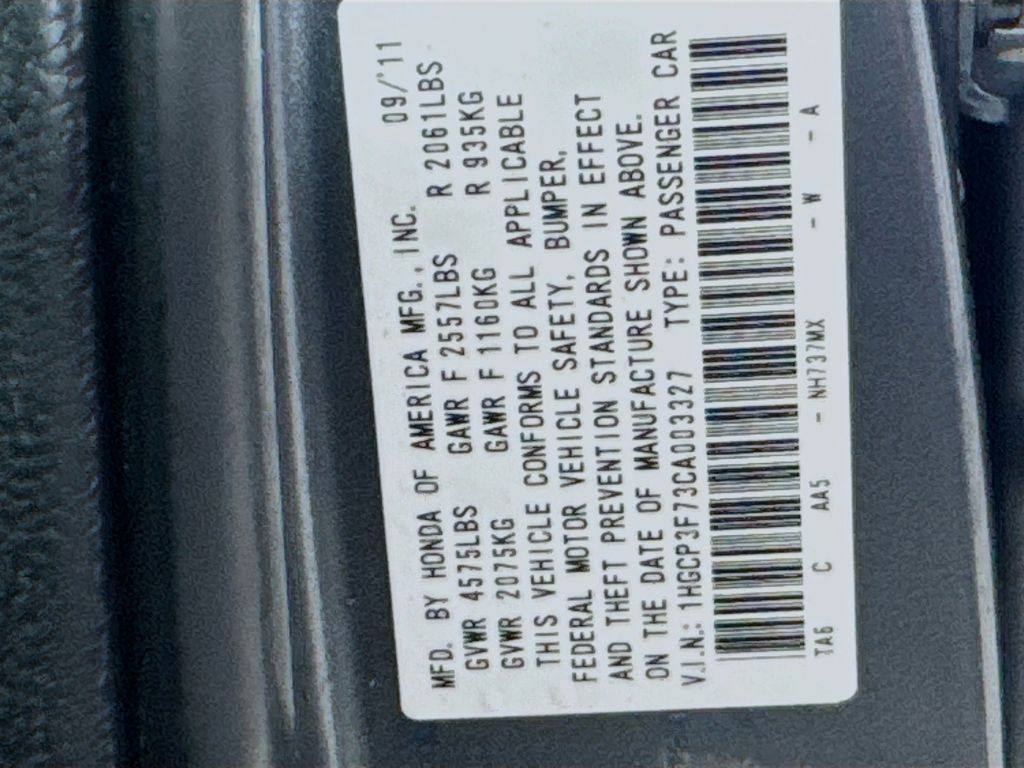 MFD. BY HONDA OF AMERICA MFG., INC. 09/'11
GVWR 4575LBS GAWR F 2557LBS R 2061LBS
GVWR 2075KG GAWR F 1160KG R 935KG
THIS VEHICLE CONFORMS TO ALL APPLICABLE
FEDERAL MOTOR VEHICLE SAFETY, BUMPER,
AND THEFT PREVENTION STANDARDS IN EFFECT
ON THE DATE OF MANUFACTURE SHOWN ABOVE.
V.I.N.: 1HGCP3F73CA003327 TYPE: PASSENGER CAR
TA6 C AA5 - NH737MX - W - A